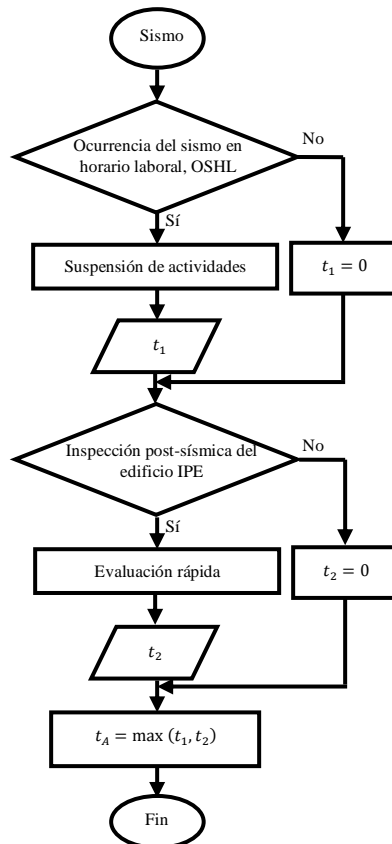 Sismo
Ocurrencia del sismo en
horario laboral, OSHL
No
Sí
Suspensión de actividades
t₁ = 0
t₁
Inspección post-sísmica del
edificio IPE
No
Sí
Evaluación rápida
t₂ = 0
t₂
t_A = max (t₁, t₂)
Fin